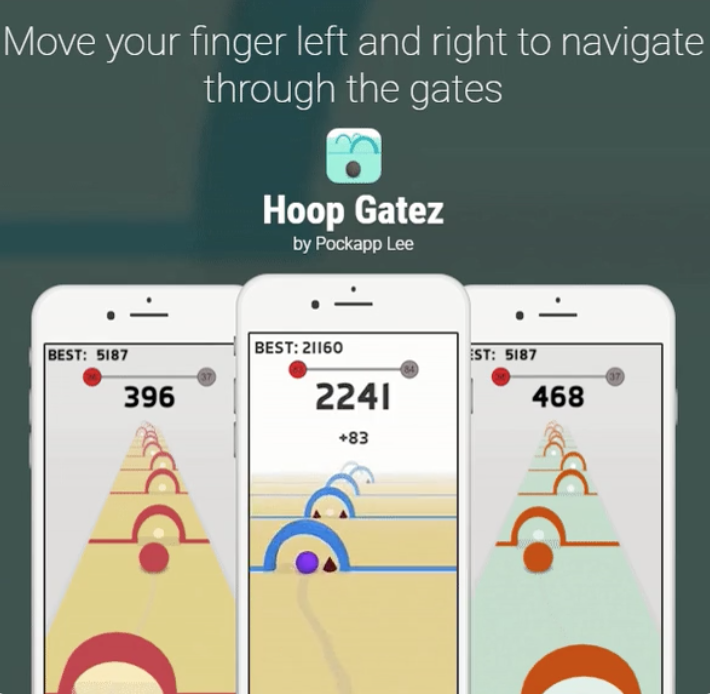 Move your finger left and right to navigate
through the gates
Hoop Gatez
by Pockapp Lee
BEST: 5187
36 37
396
BEST: 21160
83 84
2241
+83
EST: 5187
36 37
468